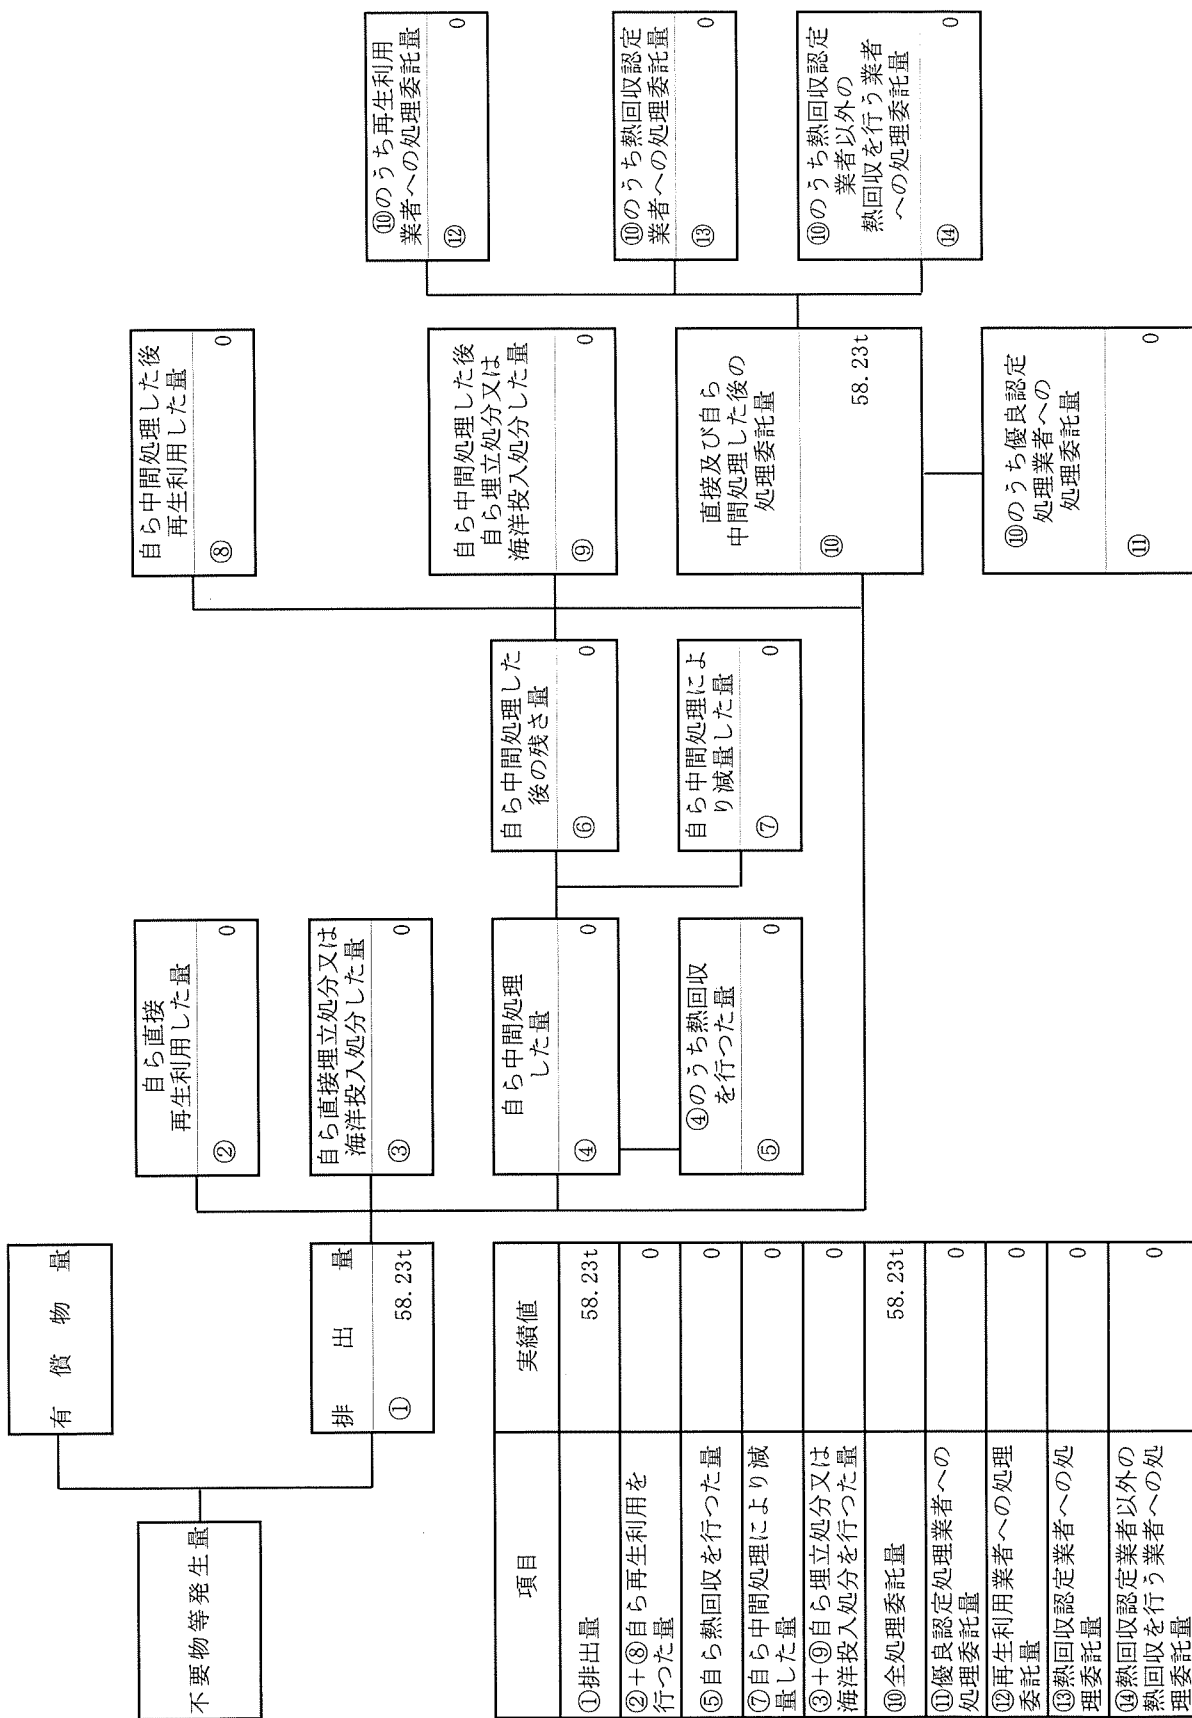 不要物等発生量
有償物量
排出量
① 58.23t
自ら直接
再生利用した量
② 0
自ら直接埋立処分又は
海洋投入処分した量
③ 0
自ら中間処理
した量
④ 0
④のうち熱回収
を行つた量
⑤ 0
自ら中間処理した
後の残さ量
⑥ 0
自ら中間処理によ
り減量した量
⑦ 0
自ら中間処理した後
再生利用した量
⑧ 0
自ら中間処理した後
自ら埋立処分又は
海洋投入処分した量
⑨ 0
直接及び自ら
中間処理した後の
処理委託量
⑩ 58.23t
⑩のうち優良認定
処理業者への
処理委託量
⑪ 0
⑩のうち再生利用
業者への処理委託量
⑫ 0
⑩のうち熱回収認定
業者への処理委託量
⑬ 0
⑩のうち熱回収認定
業者以外の
熱回収を行う業者
への処理委託量
⑭ 0
項目 実績値
①排出量 58.23t
②+⑧自ら再生利用を
行つた量 0
⑤自ら熱回収を行つた量 0
⑦自ら中間処理により減
量した量 0
③+⑨自ら埋立処分又は
海洋投入処分を行つた量 0
⑩全処理委託量 58.23t
⑪優良認定処理業者への
処理委託量 0
⑫再生利用業者への処理
委託量 0
⑬熱回収認定業者への処
理委託量 0
⑭熱回収認定業者以外の
熱回収を行う業者への処
理委託量 0